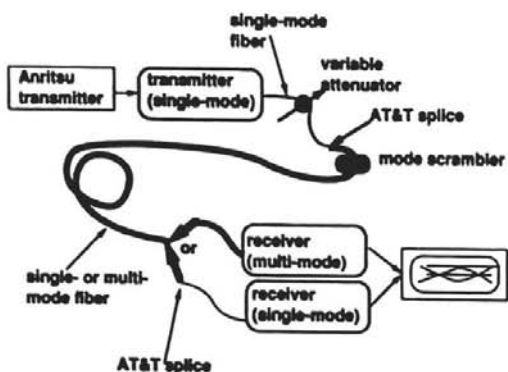 single-mode
fiber
Anritsu
transmitter
transmitter
(single-mode)
variable
attenuator
AT&T splice
mode scrambler
or
receiver
(multi-mode)
single- or multi-
mode fiber
receiver
(single-mode)
AT&T splice